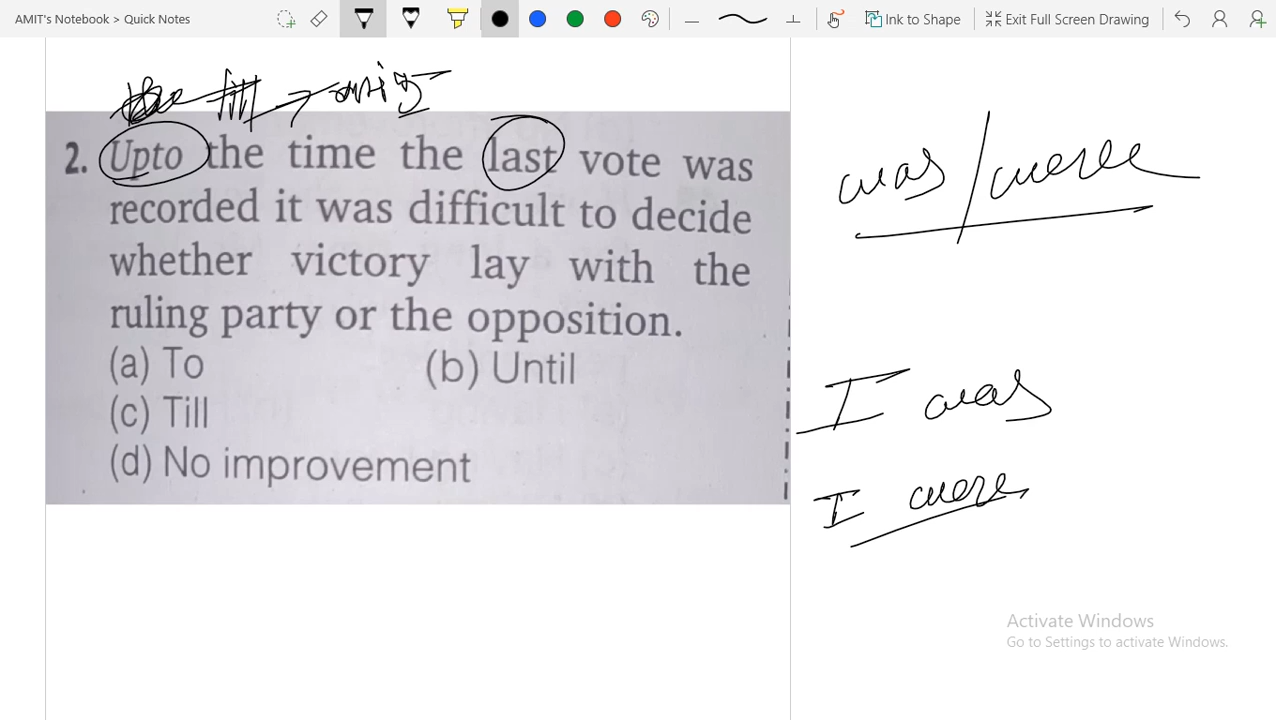 AMIT's Notebook > Quick Notes
Ink to Shape
Exit Full Screen Drawing
till
2. Upto the time the last vote was
recorded it was difficult to decide
whether victory lay with the
ruling party or the opposition.
(a) To (b) Until
(c) Till
(d) No improvement
was/were
I was
I were
Activate Windows
Go to Settings to activate Windows.